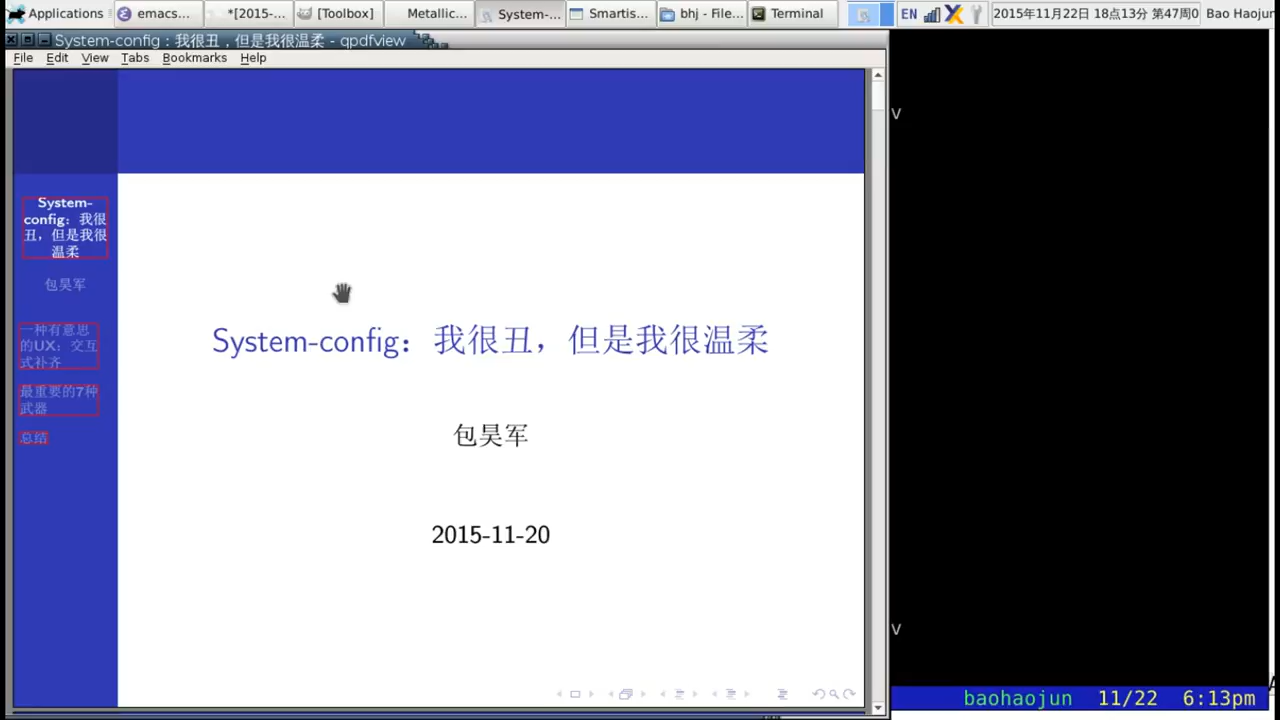 Applications
emacs...
*[2015-...
[Toolbox]
Metallic...
System-...
Smartis...
bhj - File...
Terminal
EN
2015年11月22日 18点13分 第47周0
Bao Haojun
System-config：我很丑，但是我很温柔 - qpdfview
File Edit View Tabs Bookmarks Help
System-
config：我很
丑，但是我很
温柔
包昊军
一种有意思
的UX：交互
式补齐
最重要的7种
武器
总结
System-config：我很丑，但是我很温柔
包昊军
2015-11-20
v
v
baohaojun 11/22 6:13pm